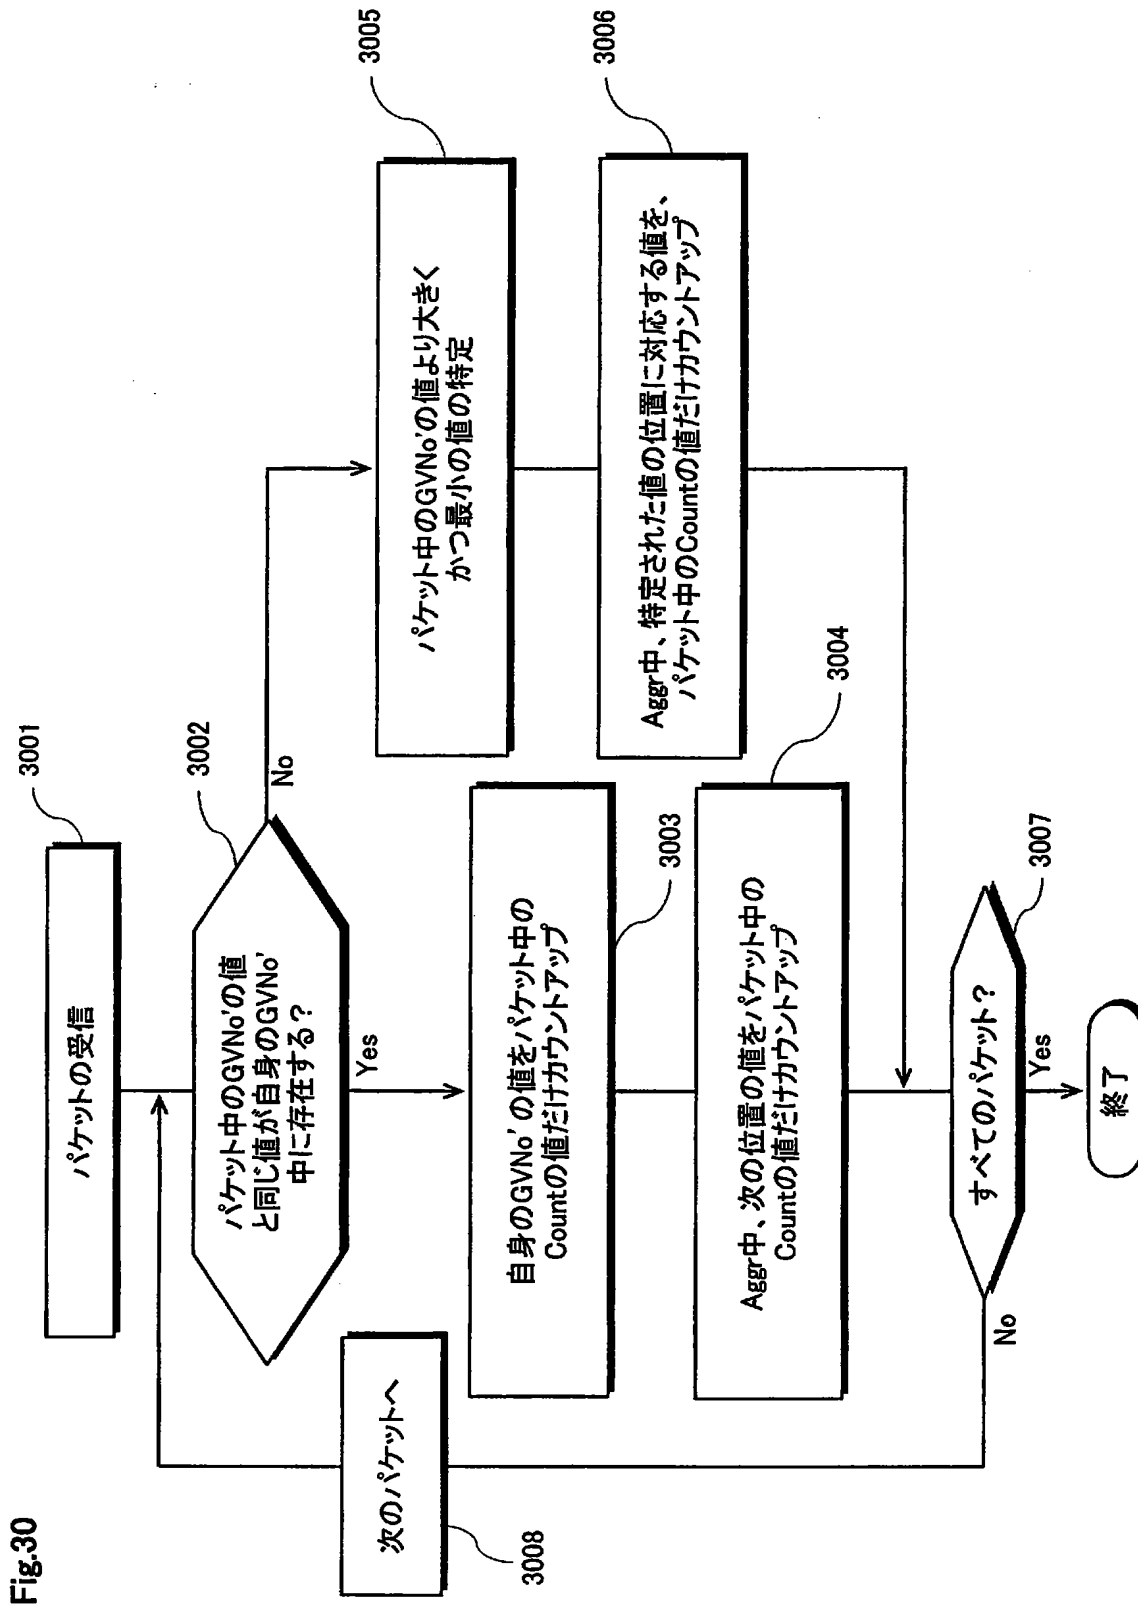 Fig.30
パケットの受信
3001
パケット中のGVNo'の値
と同じ値が自身のGVNo'
中に存在する?
3002
No
Yes
自身のGVNo'の値をパケット中の
Countの値だけカウントアップ
3003
Aggr中、次の位置の値をパケット中の
Countの値だけカウントアップ
3004
パケット中のGVNo'の値より大きく
かつ最小の値の特定
3005
Aggr中、特定された値の位置に対応する値を、
パケット中のCountの値だけカウントアップ
3006
すべてのパケット?
3007
No
Yes
次のパケットへ
3008
終了